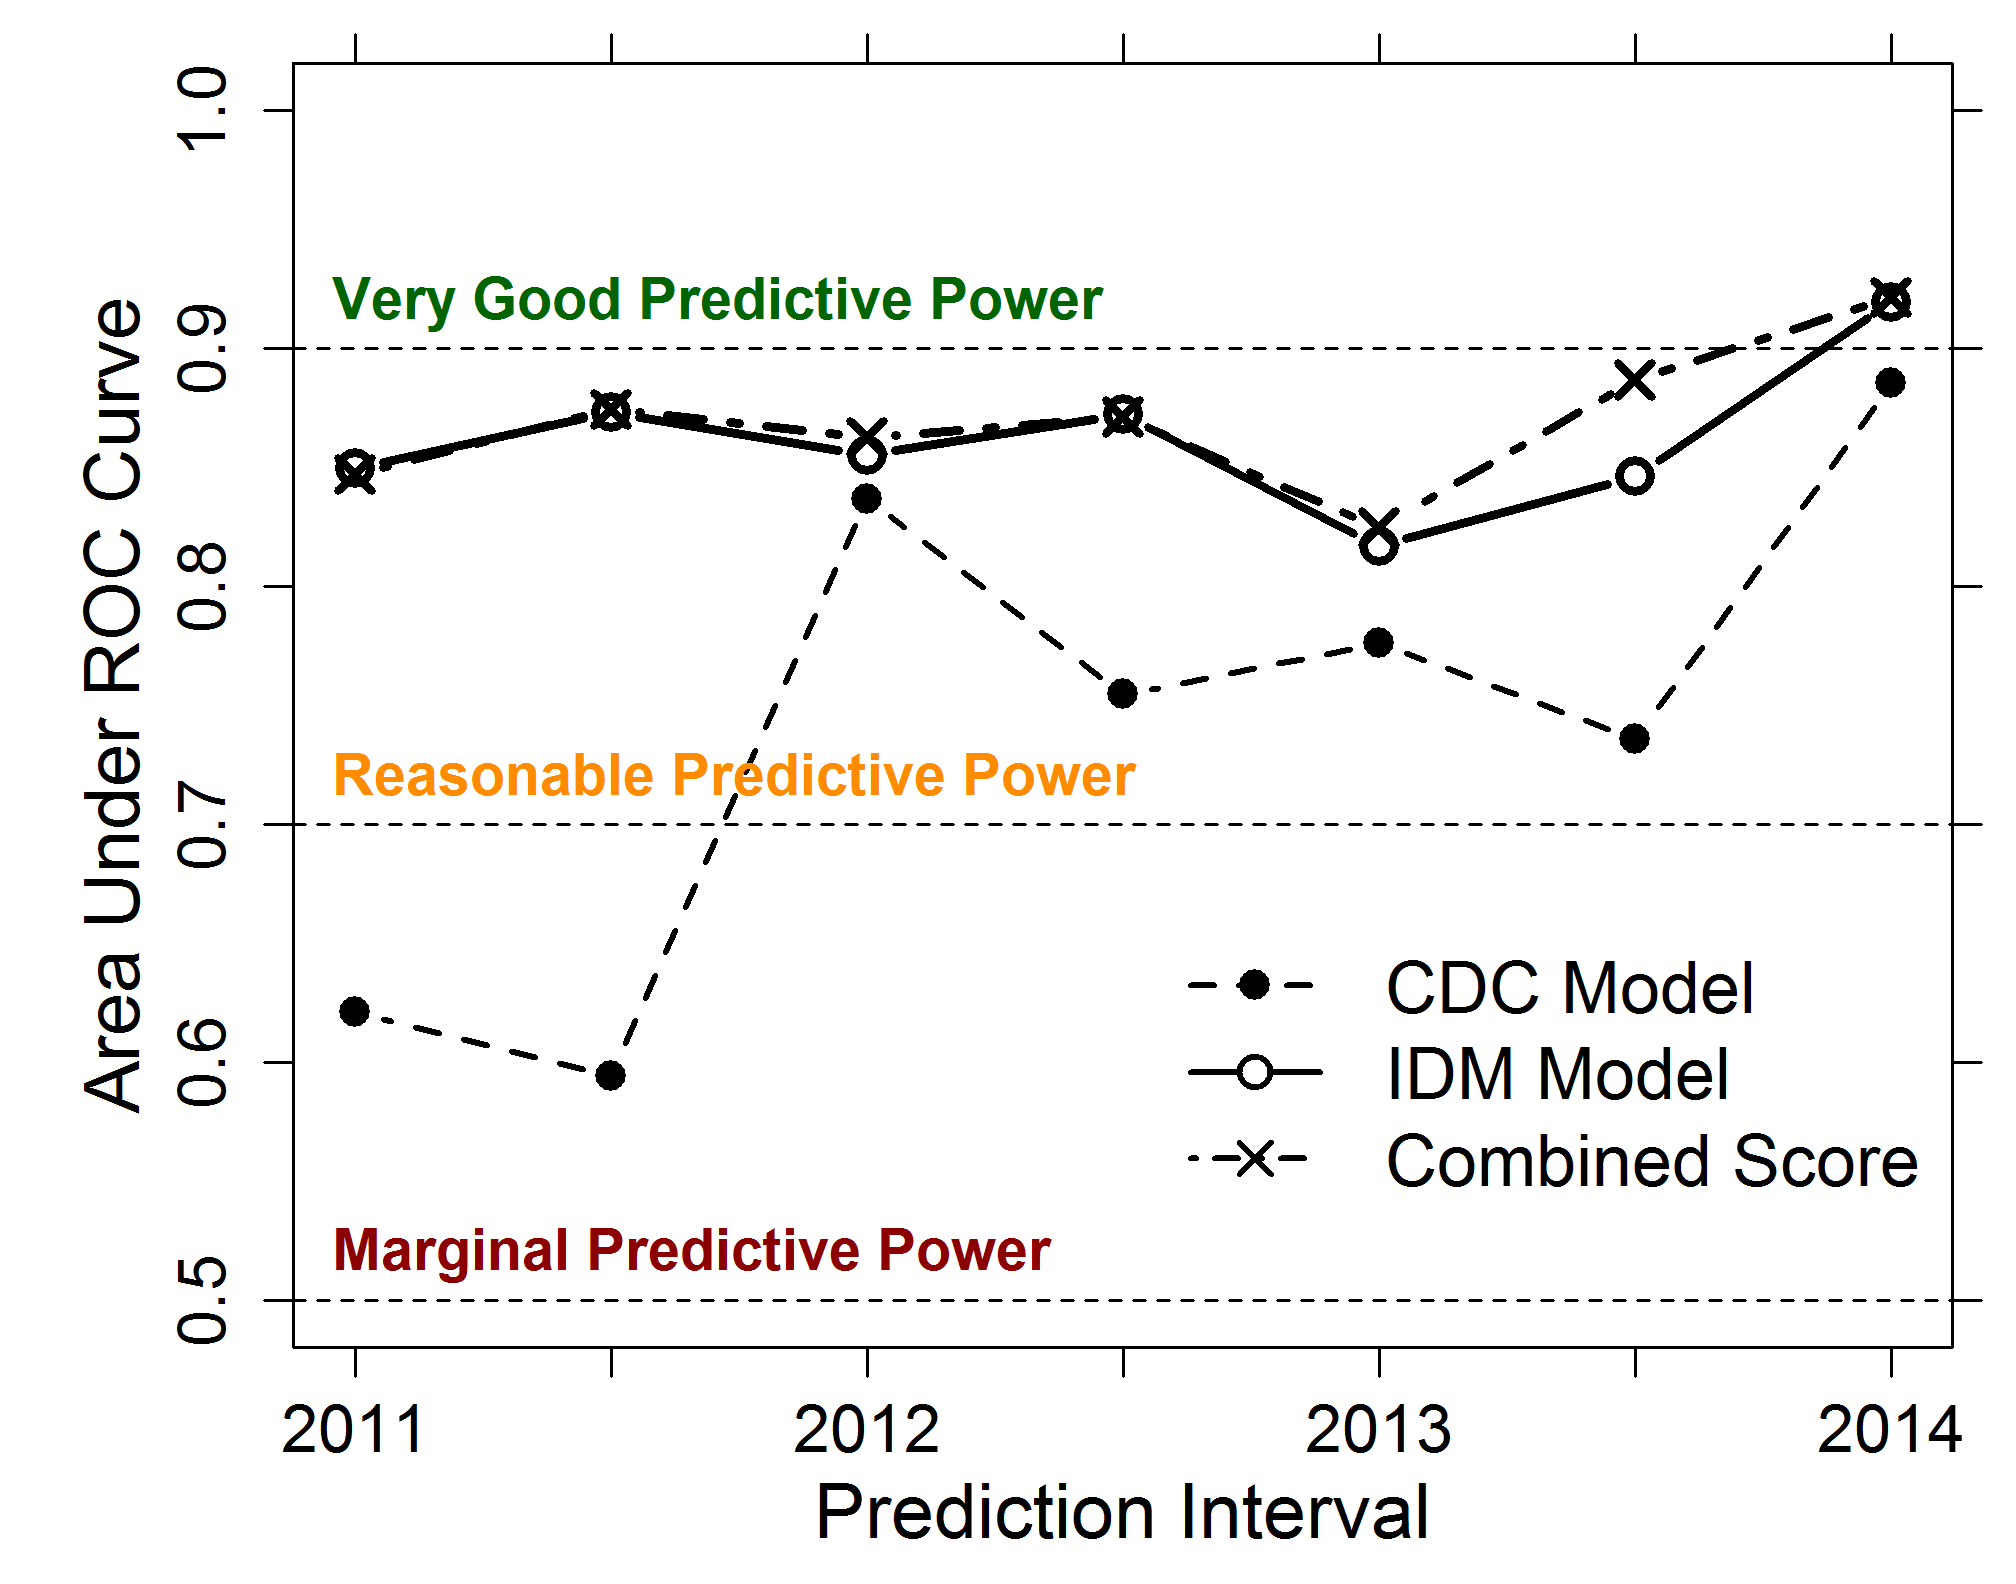 Area Under ROC Curve
1.0
0.9
0.8
0.7
0.6
0.5
Very Good Predictive Power
Reasonable Predictive Power
Marginal Predictive Power
CDC Model
IDM Model
Combined Score
2011
2012
2013
2014
Prediction Interval